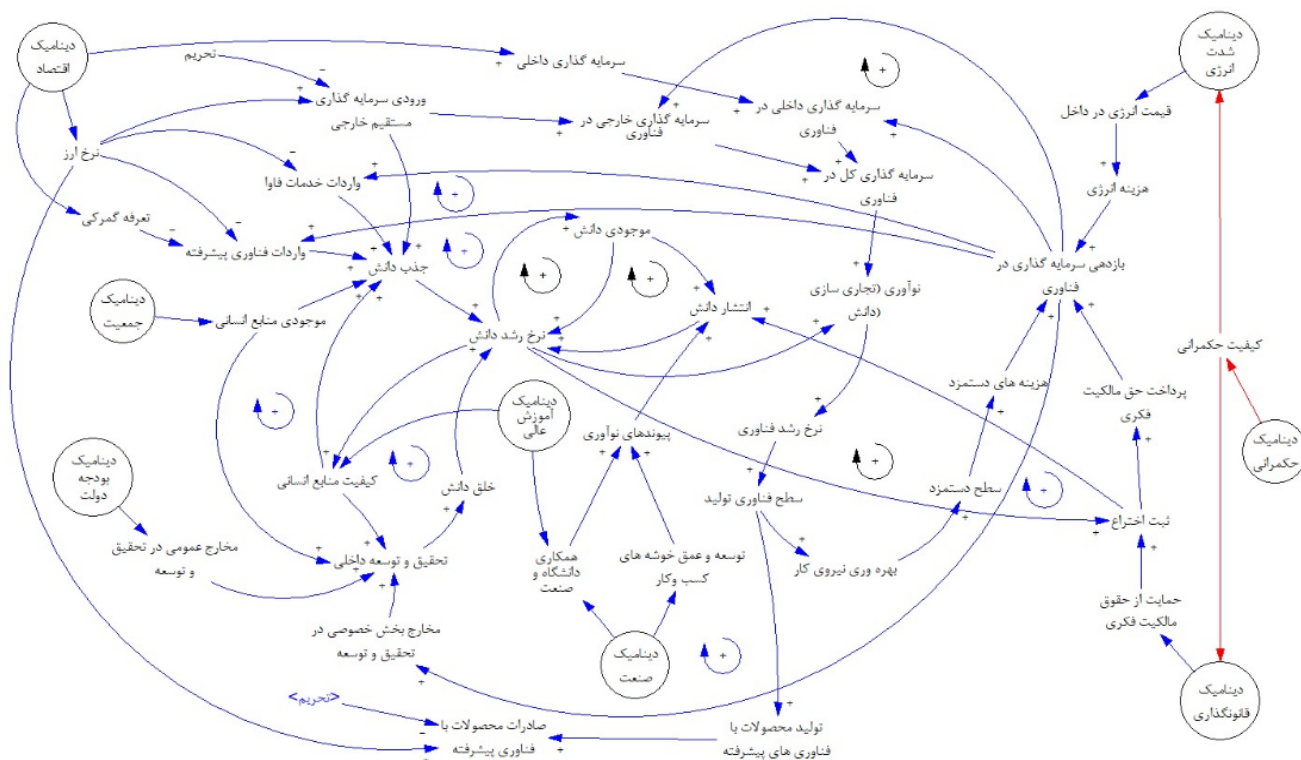 دینامیک
اقتصاد
تحریم
سرمایه گذاری داخلی
دینامیک
شدت
انرژی
ورودی سرمایه گذاری
مستقیم خارجی
سرمایه گذاری خارجی در
فناوری
سرمایه گذاری داخلی در
فناوری
قیمت انرژی در داخل
نرخ ارز
واردات خدمات فاوا
سرمایه گذاری کل در
فناوری
هزینه انرژی
تعرفه گمرکی
واردات فناوری پیشرفته
جذب دانش
موجودی دانش
بازدهی سرمایه گذاری در
فناوری
دینامیک
جمعیت
موجودی منابع انسانی
نرخ رشد دانش
انتشار دانش
نوآوری (تجاری سازی
دانش)
کیفیت حکمرانی
دینامیک
آموزش
عالی
پیوندهای نوآوری
نرخ رشد فناوری
هزینه های دستمزد
پرداخت حق مالکیت
فکری
دینامیک
حکمرانی
دینامیک
بودجه
دولت
کیفیت منابع انسانی
خلق دانش
سطح فناوری تولید
سطح دستمزد
ثبت اختراع
مخارج عمومی در تحقیق
و توسعه
تحقیق و توسعه داخلی
همکاری
دانشگاه و
صنعت
توسعه و عمق خوشه های
کسب وکار
بهره وری نیروی کار
حمایت از حقوق
مالکیت فکری
مخارج بخش خصوصی در
تحقیق و توسعه
دینامیک
صنعت
دینامیک
قانونگذاری
<تحریم>
صادرات محصولات با
فناوری پیشرفته
تولید محصولات با
فناوری های پیشرفته